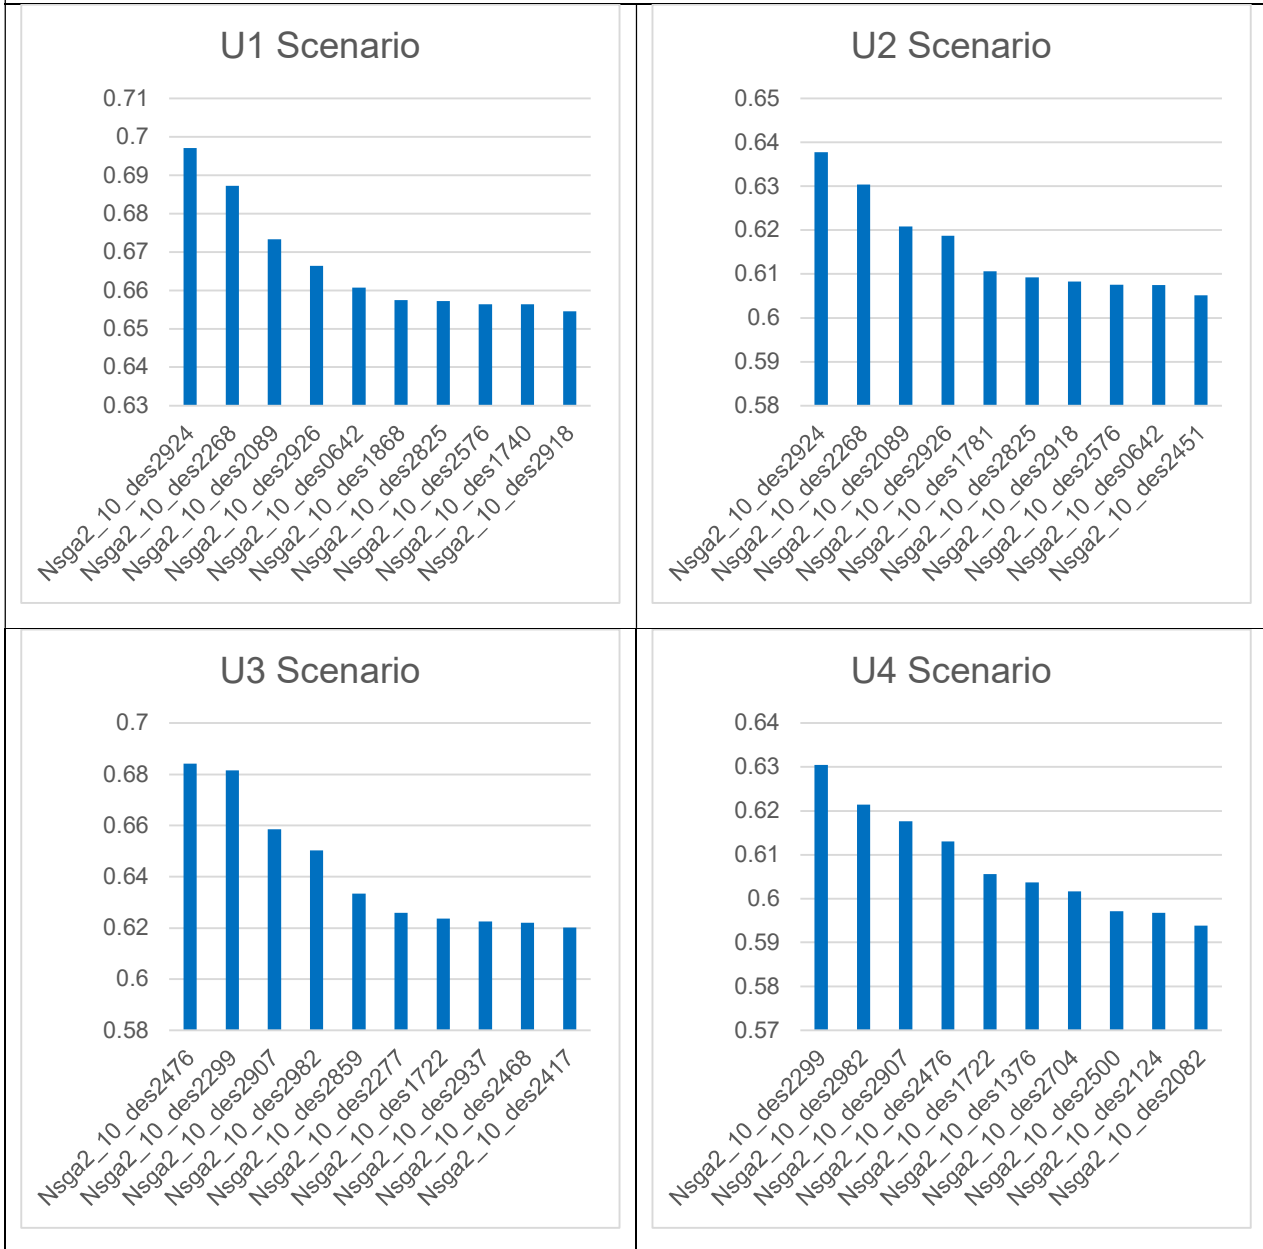 U1 Scenario
0.71
0.7
0.69
0.68
0.67
0.66
0.65
0.64
0.63
Nsga2_10_des2924
Nsga2_10_des2268
Nsga2_10_des2089
Nsga2_10_des2926
Nsga2_10_des0642
Nsga2_10_des1868
Nsga2_10_des2825
Nsga2_10_des2576
Nsga2_10_des1740
Nsga2_10_des2918
U2 Scenario
0.65
0.64
0.63
0.62
0.61
0.6
0.59
0.58
Nsga2_10_des2924
Nsga2_10_des2268
Nsga2_10_des2089
Nsga2_10_des2926
Nsga2_10_des1781
Nsga2_10_des2825
Nsga2_10_des2918
Nsga2_10_des2576
Nsga2_10_des0642
Nsga2_10_des2451
U3 Scenario
0.7
0.68
0.66
0.64
0.62
0.6
0.58
Nsga2_10_des2476
Nsga2_10_des2299
Nsga2_10_des2907
Nsga2_10_des2982
Nsga2_10_des2859
Nsga2_10_des2277
Nsga2_10_des1722
Nsga2_10_des2937
Nsga2_10_des2468
Nsga2_10_des2417
U4 Scenario
0.64
0.63
0.62
0.61
0.6
0.59
0.58
0.57
Nsga2_10_des2299
Nsga2_10_des2982
Nsga2_10_des2907
Nsga2_10_des2476
Nsga2_10_des1722
Nsga2_10_des1376
Nsga2_10_des2704
Nsga2_10_des2500
Nsga2_10_des2124
Nsga2_10_des2082